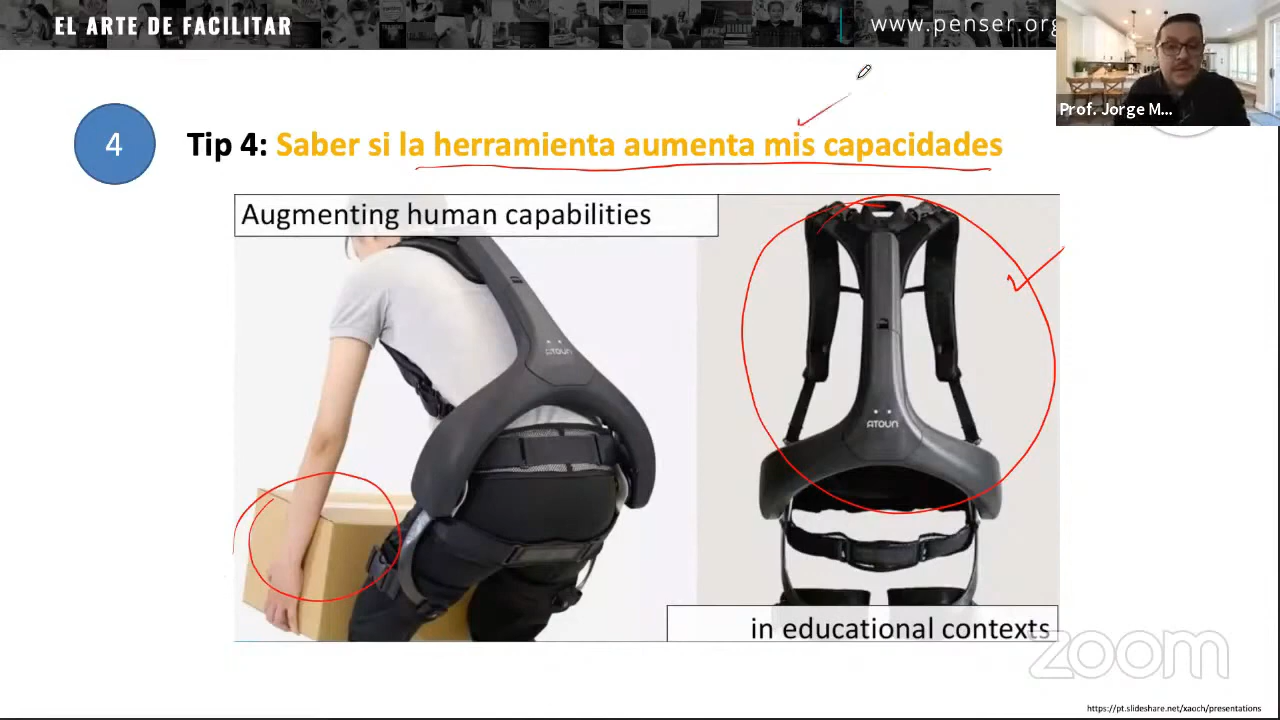 EL ARTE DE FACILITAR
www.penser.org
Prof. Jorge M...
4
Tip 4: Saber si la herramienta aumenta mis capacidades
Augmenting human capabilities
ATOUN
ATOUN
in educational contexts
zoom
https://pt.slideshare.net/xaoch/presentations